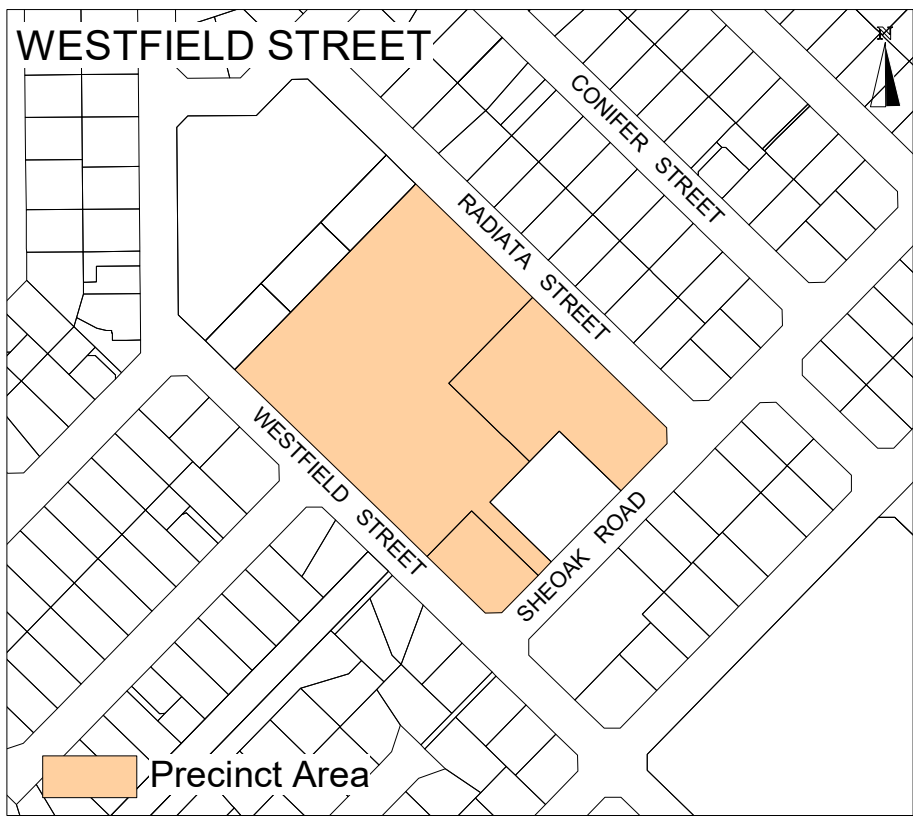 WESTFIELD STREET
N
CONIFER STREET
RADIATA STREET
WESTFIELD STREET
SHEOAK ROAD
Precinct Area